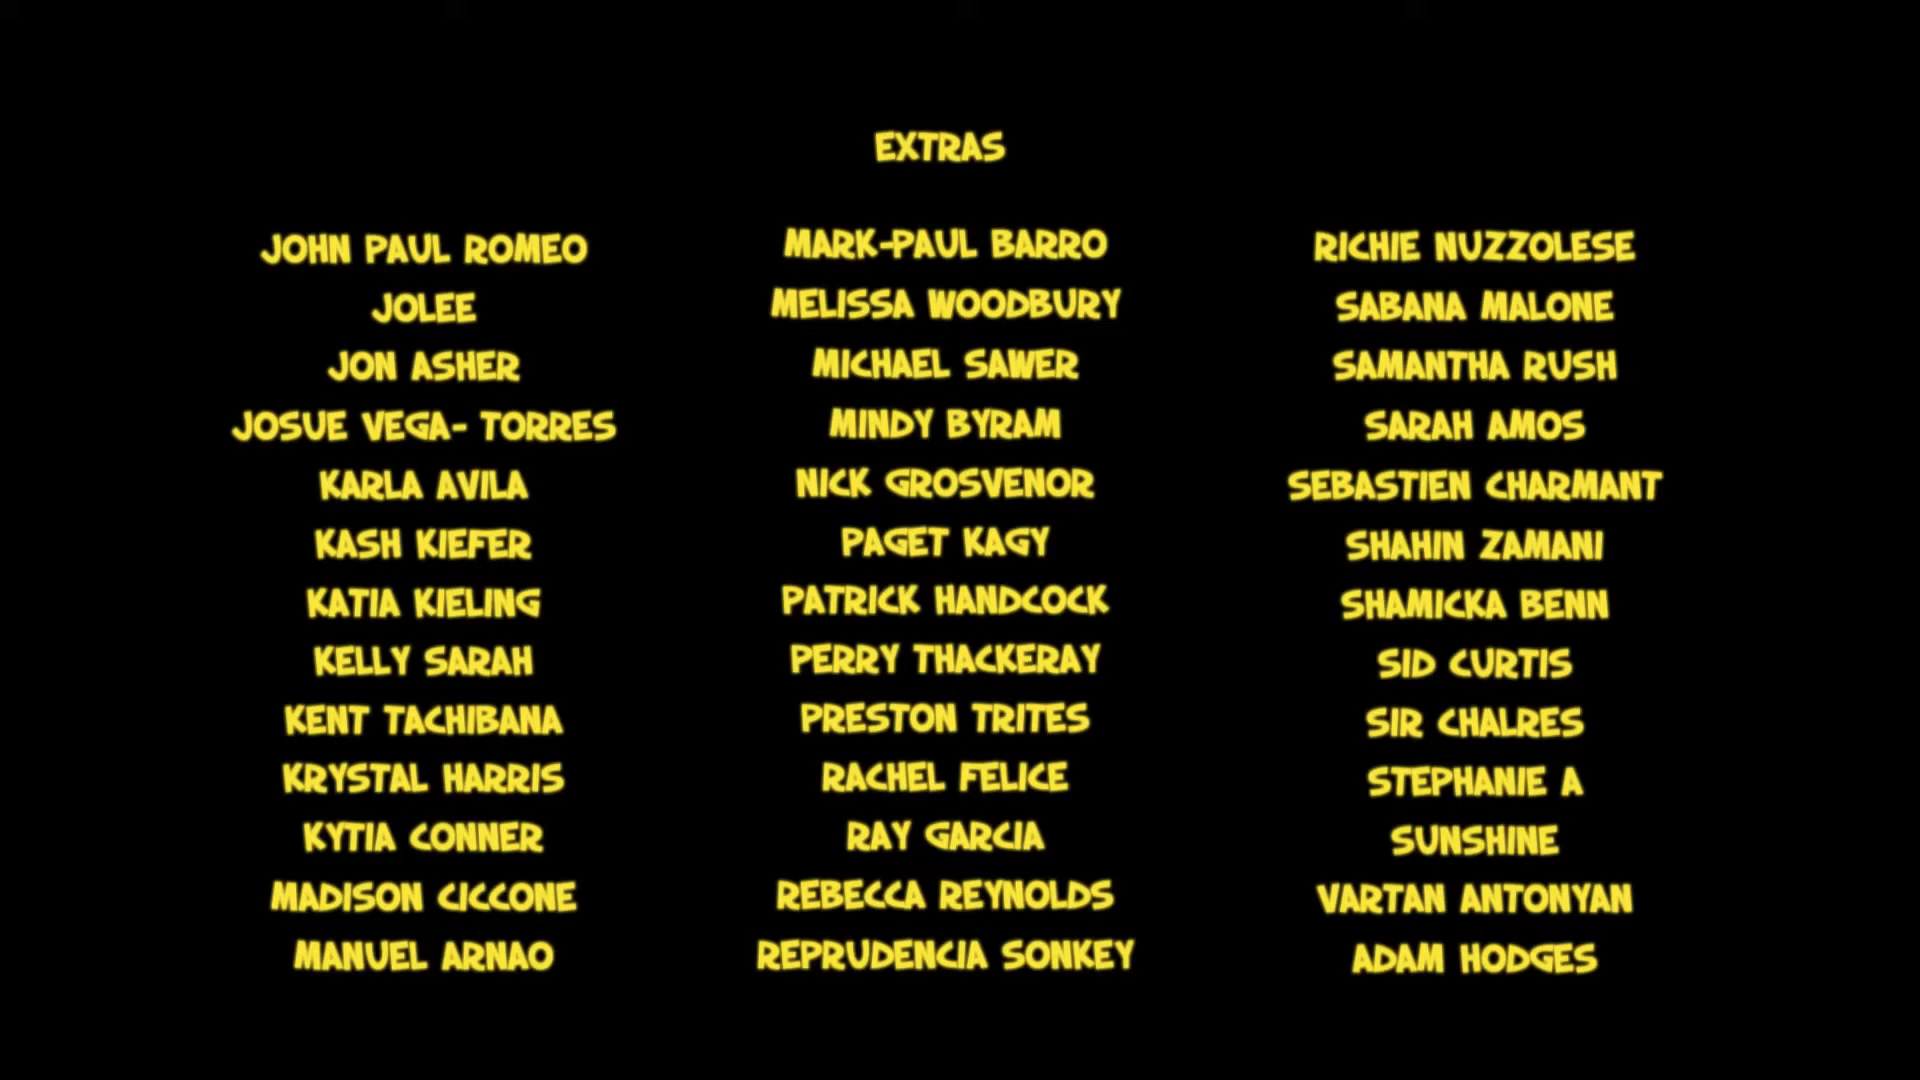 EXTRAS
JOHN PAUL ROMEO
JOLEE
JON ASHER
JOSUE VEGA- TORRES
KARLA AVILA
KASH KIEFER
KATIA KIELING
KELLY SARAH
KENT TACHIBANA
KRYSTAL HARRIS
KYTIA CONNER
MADISON CICCONE
MANUEL ARNAO
MARK-PAUL BARRO
MELISSA WOODBURY
MICHAEL SAWER
MINDY BYRAM
NICK GROSVENOR
PAGET KAGY
PATRICK HANDCOCK
PERRY THACKERAY
PRESTON TRITES
RACHEL FELICE
RAY GARCIA
REBECCA REYNOLDS
REPRUDENCIA SONKEY
RICHIE NUZZOLESE
SABANA MALONE
SAMANTHA RUSH
SARAH AMOS
SEBASTIEN CHARMANT
SHAHIN ZAMANI
SHAMICKA BENN
SID CURTIS
SIR CHALRES
STEPHANIE A
SUNSHINE
VARTAN ANTONYAN
ADAM HODGES